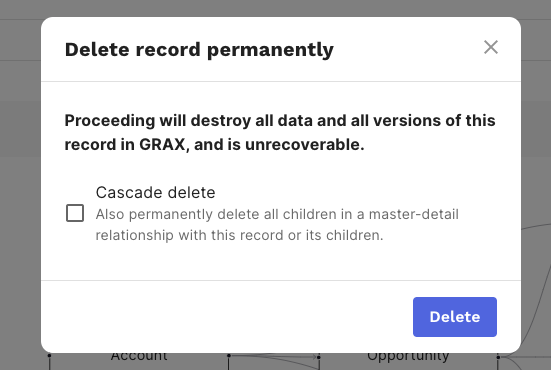 Delete record permanently
Proceeding will destroy all data and all versions of this
record in GRAX, and is unrecoverable.
Cascade delete
Also permanently delete all children in a master-detail
relationship with this record or its children.
Delete
Account Opportunity